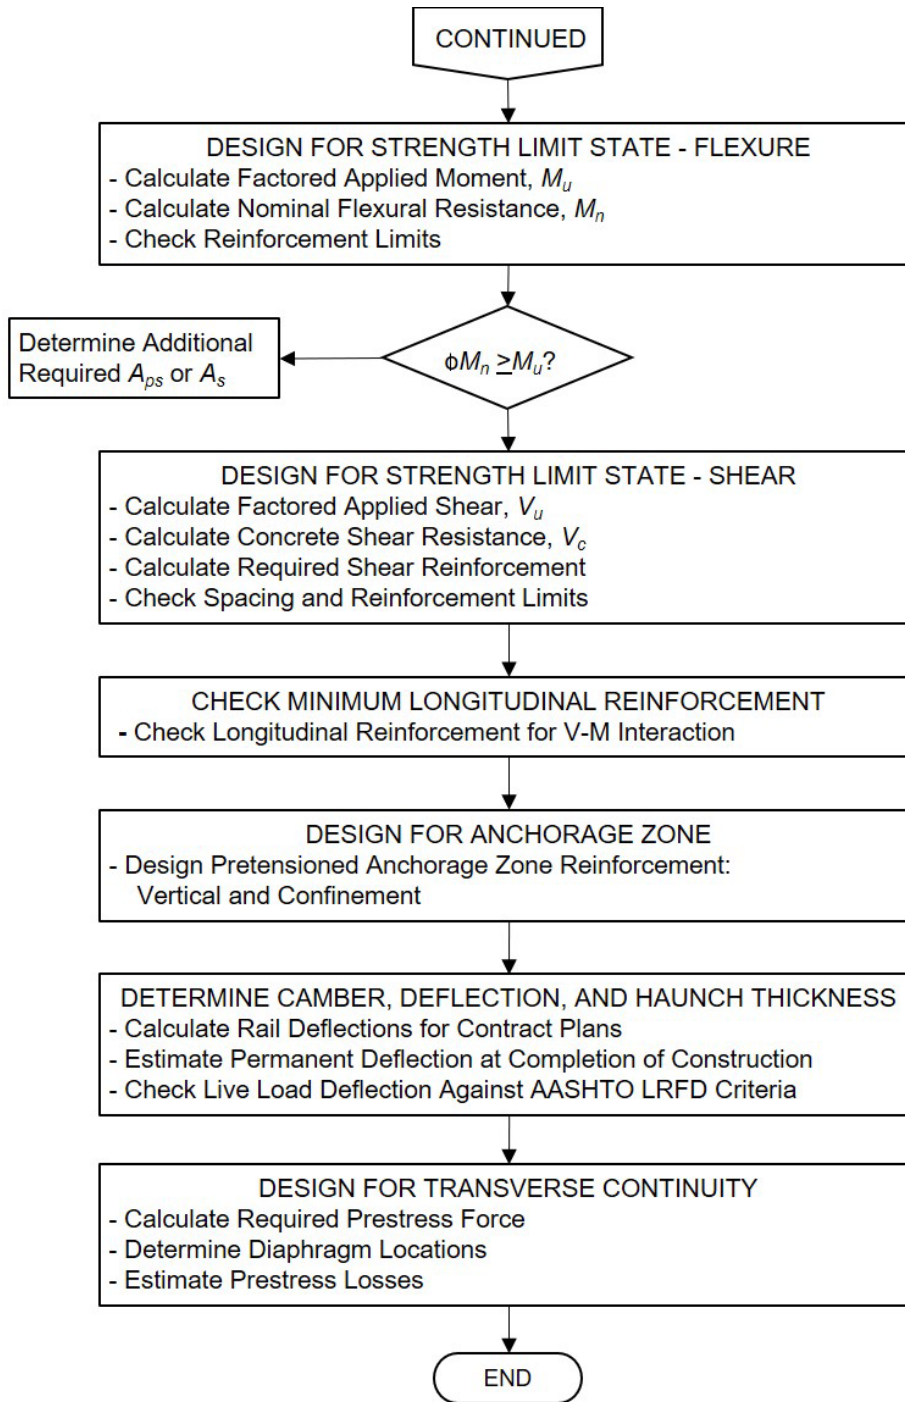 CONTINUED
DESIGN FOR STRENGTH LIMIT STATE - FLEXURE
- Calculate Factored Applied Moment, Mu
- Calculate Nominal Flexural Resistance, Mn
- Check Reinforcement Limits
Determine Additional
Required Aps or As
ϕMn ≥Mu?
DESIGN FOR STRENGTH LIMIT STATE - SHEAR
- Calculate Factored Applied Shear, Vu
- Calculate Concrete Shear Resistance, Vc
- Calculate Required Shear Reinforcement
- Check Spacing and Reinforcement Limits
CHECK MINIMUM LONGITUDINAL REINFORCEMENT
- Check Longitudinal Reinforcement for V-M Interaction
DESIGN FOR ANCHORAGE ZONE
- Design Pretensioned Anchorage Zone Reinforcement:
Vertical and Confinement
DETERMINE CAMBER, DEFLECTION, AND HAUNCH THICKNESS
- Calculate Rail Deflections for Contract Plans
- Estimate Permanent Deflection at Completion of Construction
- Check Live Load Deflection Against AASHTO LRFD Criteria
DESIGN FOR TRANSVERSE CONTINUITY
- Calculate Required Prestress Force
- Determine Diaphragm Locations
- Estimate Prestress Losses
END